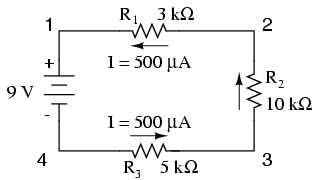 R₁ 3 kΩ
1 2
+ I = 500 µA
9 V R₂
10 kΩ
- I = 500 µA
4 3
R₃ 5 kΩ